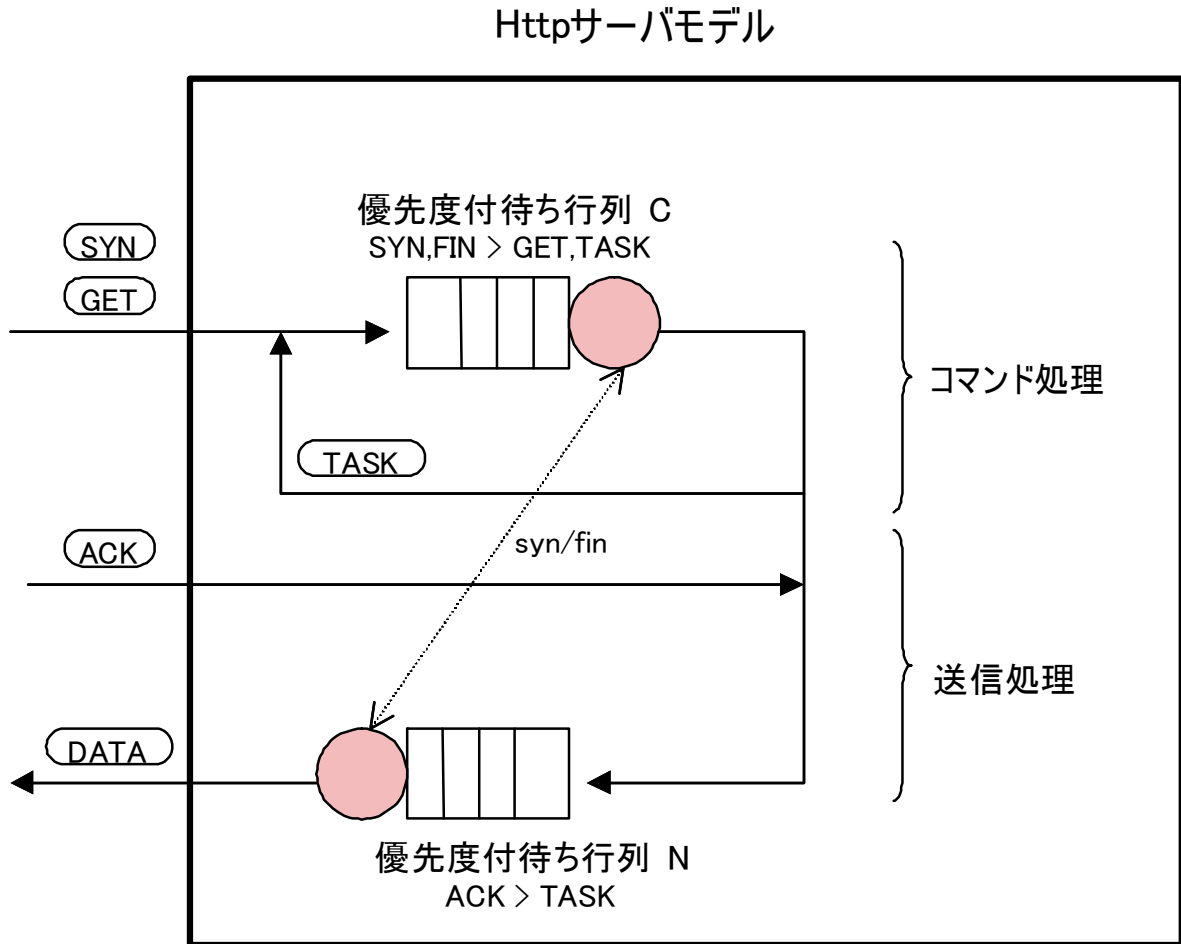 Httpサーバモデル
優先度付待ち行列 C
SYN,FIN > GET,TASK
SYN
GET
コマンド処理
TASK
ACK
syn/fin
送信処理
DATA
優先度付待ち行列 N
ACK > TASK